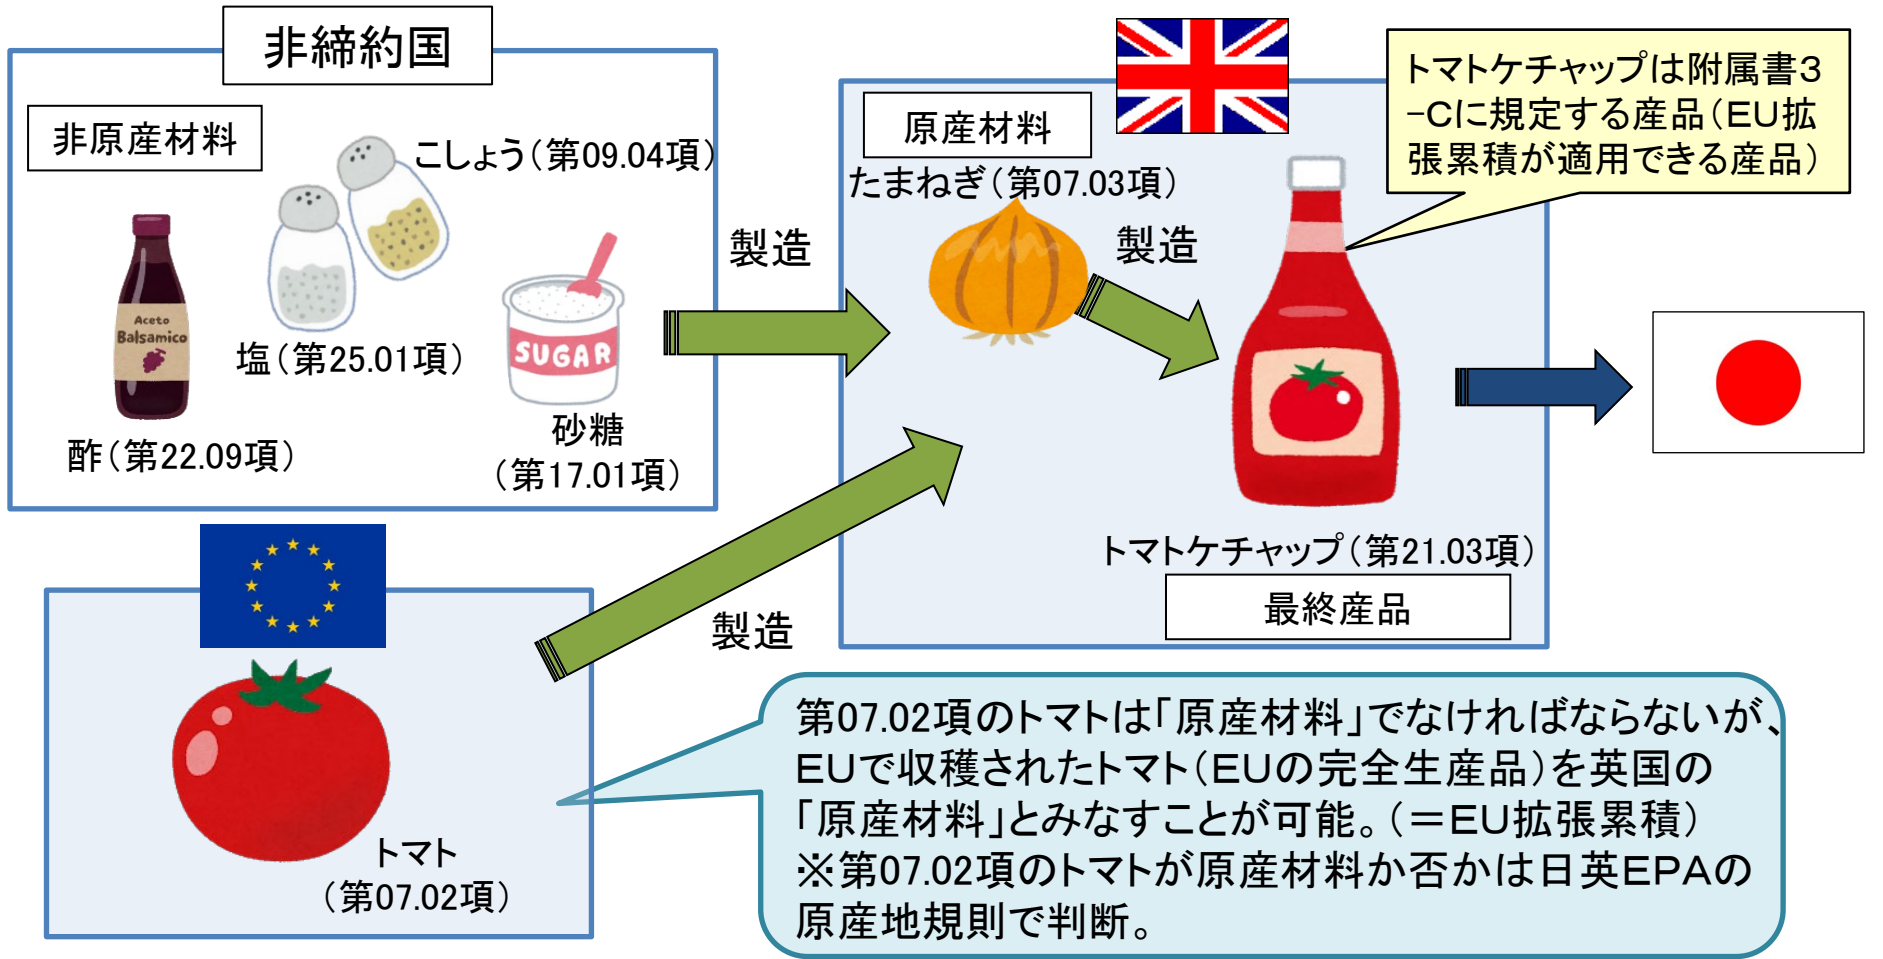 非締約国
非原産材料
こしょう（第09.04項）
Aceto
Balsamico
塩（第25.01項）
SUGAR
酢（第22.09項）
砂糖
（第17.01項）
製造
原産材料
たまねぎ（第07.03項）
製造
トマトケチャップは附属書３
-Cに規定する産品（EU拡
張累積が適用できる産品）
トマトケチャップ（第21.03項）
最終産品
製造
トマト
（第07.02項）
第07.02項のトマトは「原産材料」でなければならないが、
EUで収穫されたトマト（EUの完全生産品）を英国の
「原産材料」とみなすことが可能。（＝EU拡張累積）
※第07.02項のトマトが原産材料か否かは日英EPAの
原産地規則で判断。